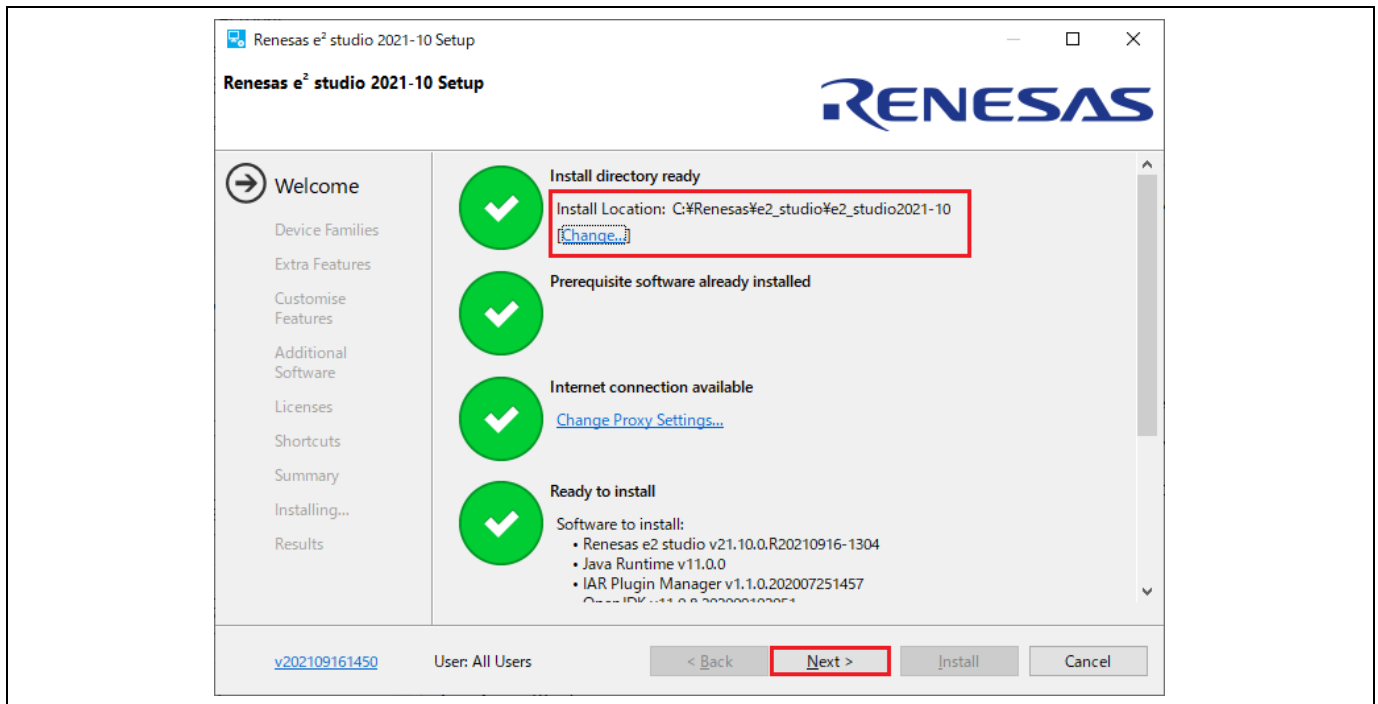 Renesas e² studio 2021-10 Setup
Renesas e² studio 2021-10 Setup
RENESAS
Welcome
Device Families
Extra Features
Customise
Features
Additional
Software
Licenses
Shortcuts
Summary
Installing...
Results
Install directory ready
Install Location: C:¥Renesas¥e2_studio¥e2_studio2021-10
[Change...]
Prerequisite software already installed
Internet connection available
Change Proxy Settings...
Ready to install
Software to install:
• Renesas e2 studio v21.10.0.R20210916-1304
• Java Runtime v11.0.0
• IAR Plugin Manager v1.1.0.202007251457
v202109161450
User: All Users
< Back
Next >
Install
Cancel